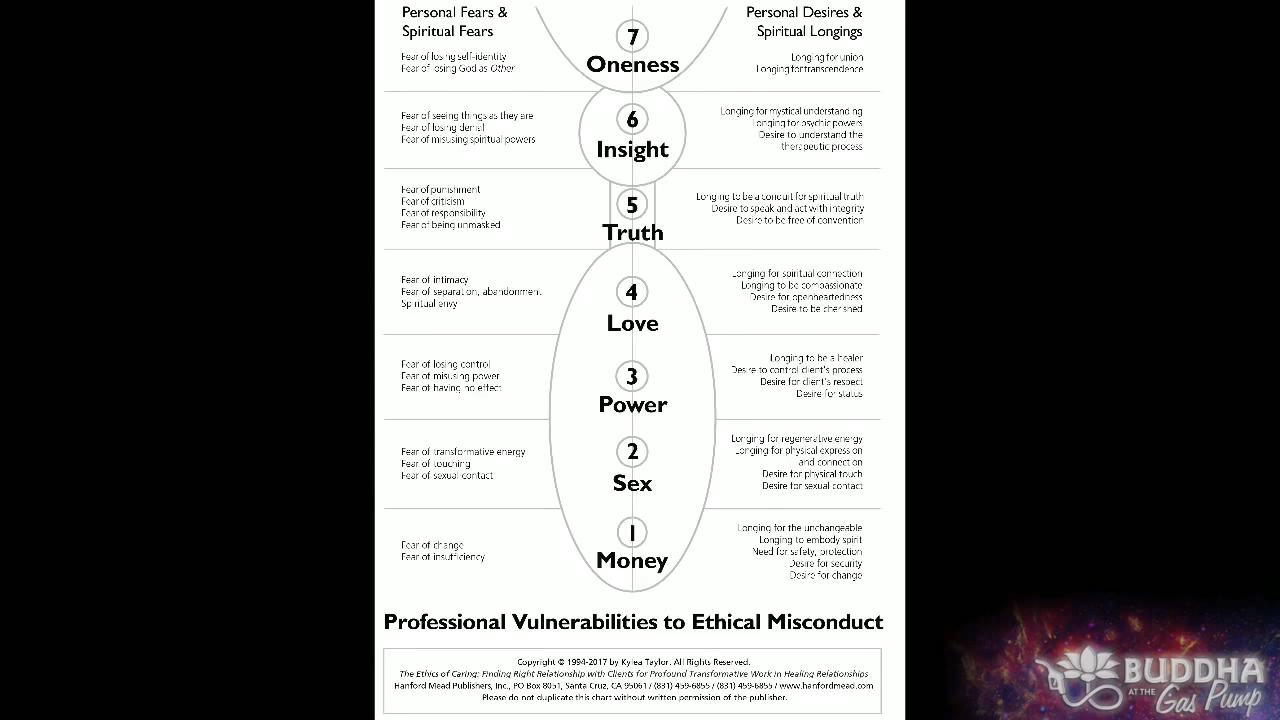 Personal Fears &
Spiritual Fears
Personal Desires &
Spiritual Longings
7
Oneness
Fear of losing self-identity
Fear of losing God as Other
Longing for union
Longing for transcendence
6
Insight
Fear of seeing things as they are
Fear of losing denial
Fear of misusing spiritual powers
Longing for mystical understanding
Longing for psychic powers
Desire to understand the
therapeutic process
5
Truth
Fear of punishment
Fear of criticism
Fear of responsibility
Fear of being unmasked
Longing to be a conduit for spiritual truth
Desire to speak and act with integrity
Desire to be free of convention
4
Love
Fear of intimacy
Fear of separation, abandonment
Spiritual envy
Longing for spiritual connection
Longing to be compassionate
Desire for openheartedness
Desire to be cherished
3
Power
Fear of losing control
Fear of misusing power
Fear of having no effect
Longing to be a healer
Desire to control client's process
Desire for client's respect
Desire for status
2
Sex
Fear of transformative energy
Fear of touching
Fear of sexual contact
Longing for regenerative energy
Longing for physical expression
and connection
Desire for physical touch
Desire for sexual contact
1
Money
Fear of change
Fear of insufficiency
Longing for the unchangeable
Longing to embody spirit
Need for safety, protection
Desire for security
Desire for change
Professional Vulnerabilities to Ethical Misconduct
Copyright © 1994-2017 by Kylea Taylor. All Rights Reserved.
The Ethics of Caring: Finding Right Relationship with Clients for Profound Transformative Work in Healing Relationships
Hanford Mead Publishers, Inc., PO Box 8051, Santa Cruz, CA 95061 / (831) 459-6855 / (831) 459-6855 / www.hanfordmead.com
Please do not duplicate this chart without written permission of the publisher.
BUDDHA
AT THE Gas Pump